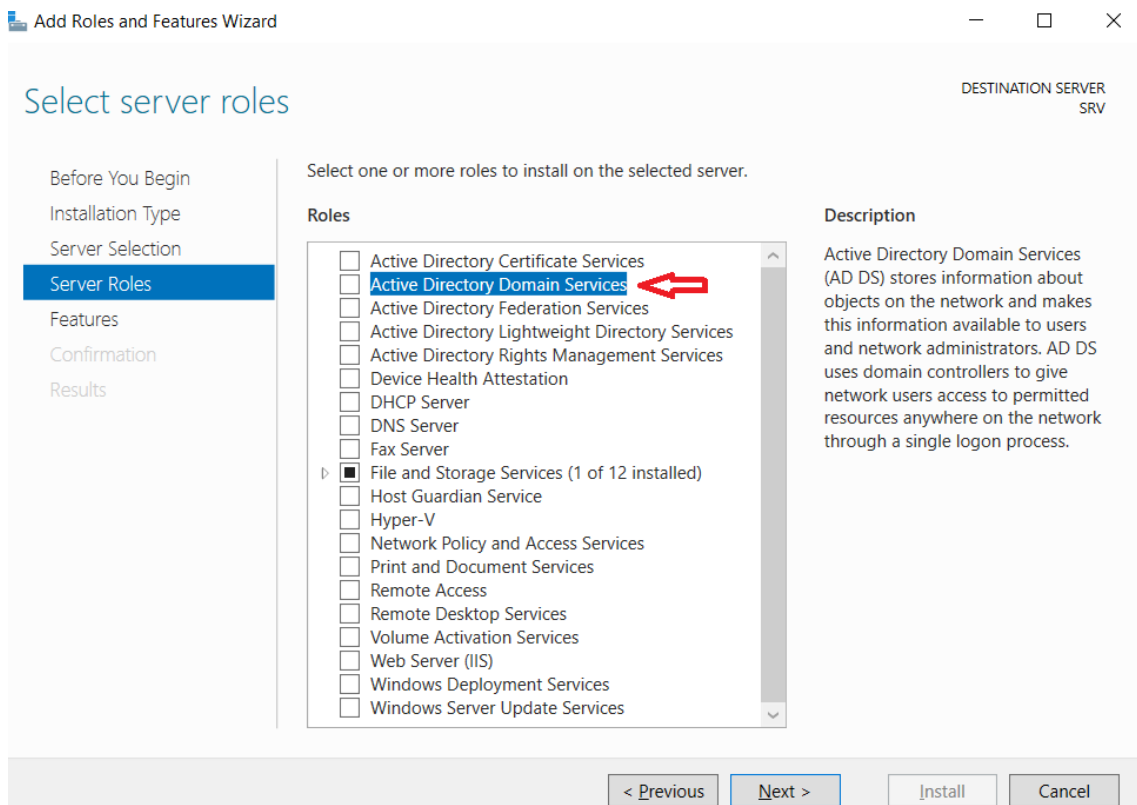 Add Roles and Features Wizard
Select server roles
DESTINATION SERVER
SRV
Before You Begin
Installation Type
Server Selection
Server Roles
Features
Confirmation
Results
Select one or more roles to install on the selected server.
Roles
Active Directory Certificate Services
Active Directory Domain Services
Active Directory Federation Services
Active Directory Lightweight Directory Services
Active Directory Rights Management Services
Device Health Attestation
DHCP Server
DNS Server
Fax Server
File and Storage Services (1 of 12 installed)
Host Guardian Service
Hyper-V
Network Policy and Access Services
Print and Document Services
Remote Access
Remote Desktop Services
Volume Activation Services
Web Server (IIS)
Windows Deployment Services
Windows Server Update Services
Description
Active Directory Domain Services
(AD DS) stores information about
objects on the network and makes
this information available to users
and network administrators. AD DS
uses domain controllers to give
network users access to permitted
resources anywhere on the network
through a single logon process.
< Previous
Next >
Install
Cancel